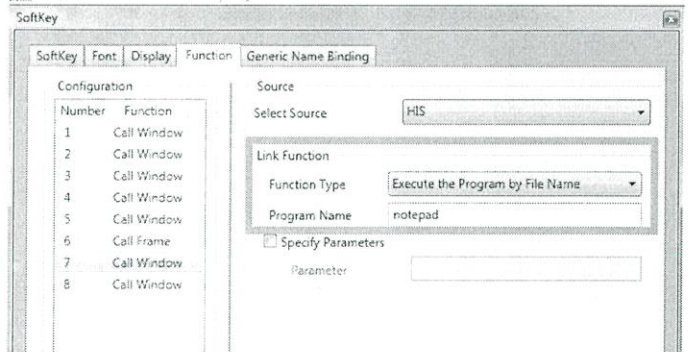 SoftKey
SoftKey Font Display Function Generic Name Binding
Configuration
Number Function
1 Call Window
2 Call Window
3 Call Window
4 Call Window
5 Call Window
6 Call Frame
7 Call Window
8 Call Window
Source
Select Source HIS
Link Function
Function Type Execute the Program by File Name
Program Name notepad
Specify Parameters
Parameter